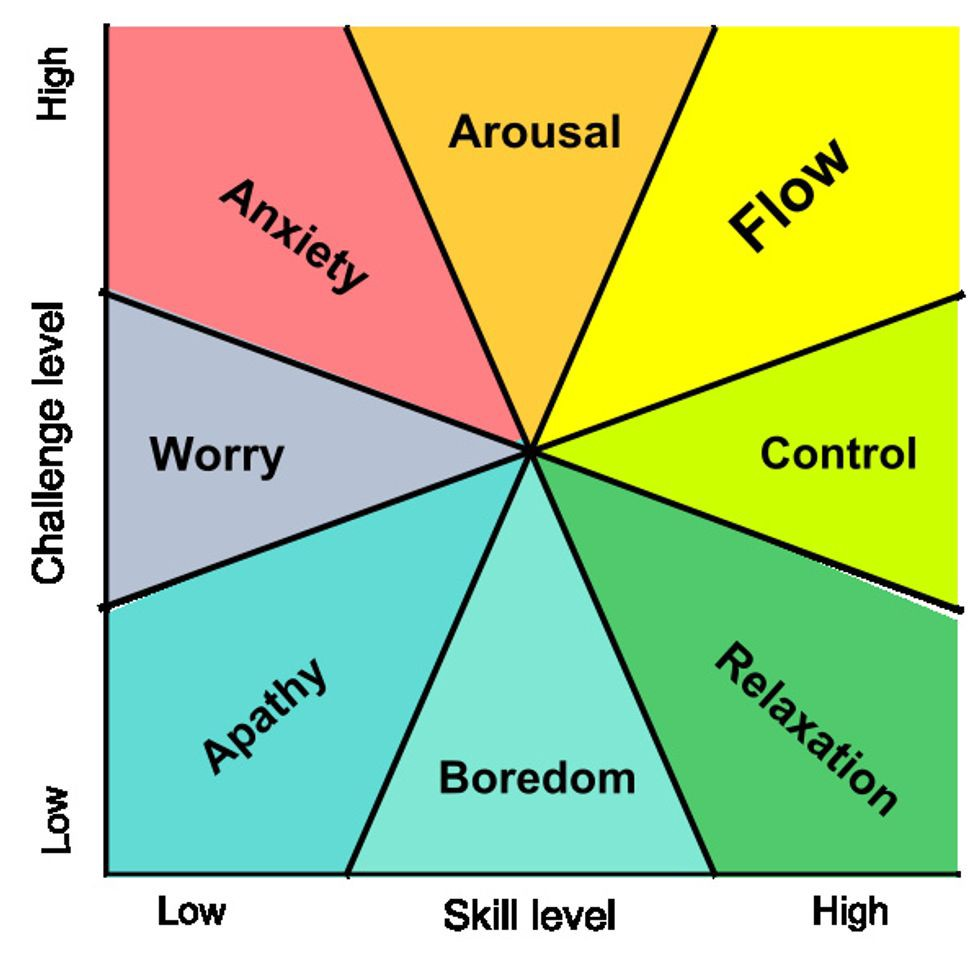 High
Arousal
Flow
Anxiety
Challenge level
Worry
Control
Apathy
Boredom
Relaxation
Low
Low
Skill level
High